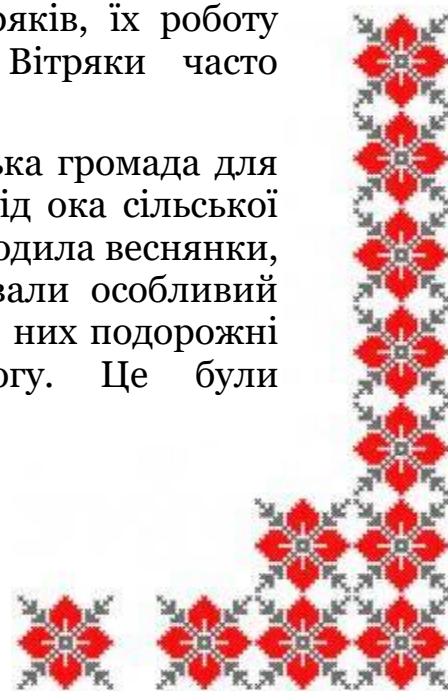 ряків, їх роботу
Вітряки часто
ька громада для
ід ока сільської
одила веснянки,
вали особливий
них подорожні
огу. Це були